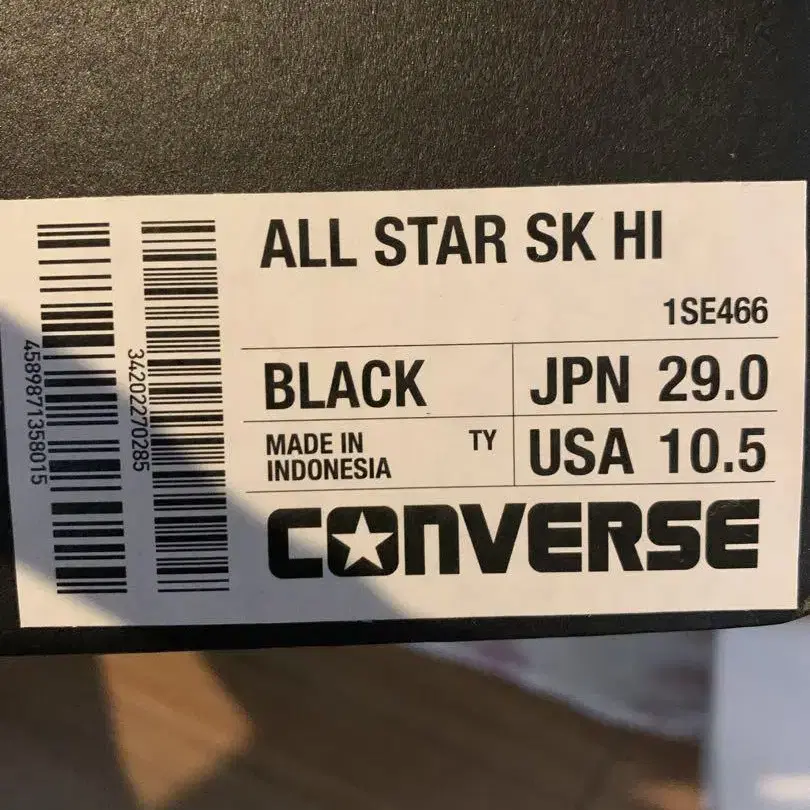 ALL STAR SK HI
1SE466
BLACK
JPN 29.0
MADE IN
INDONESIA
TY
USA 10.5
CONVERSE
4589871358015
34202270285